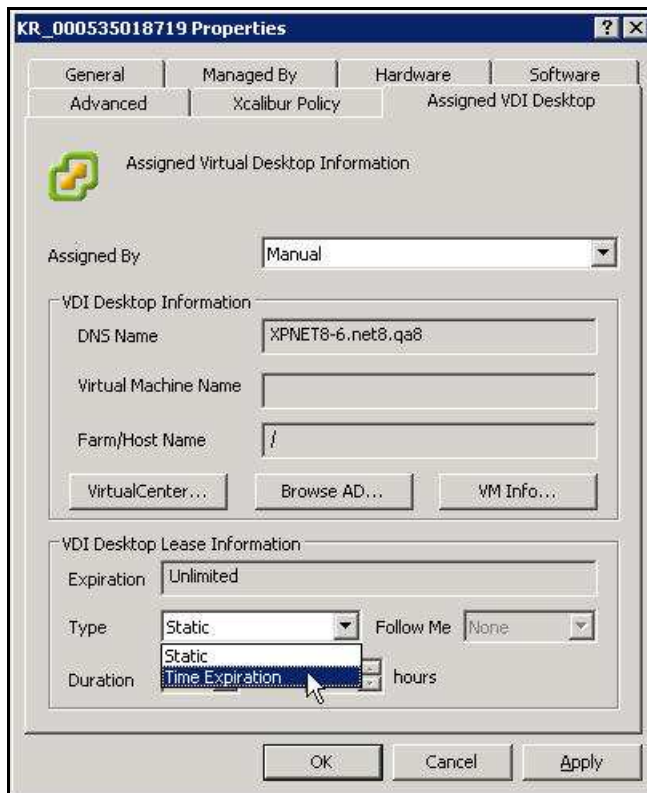 KR_000535018719 Properties
General Managed By Hardware Software
Advanced Xcalibur Policy Assigned VDI Desktop
Assigned Virtual Desktop Information
Assigned By Manual
VDI Desktop Information
DNS Name XPNET8-6.net8.qa8
Virtual Machine Name
Farm/Host Name /
VirtualCenter... Browse AD... VM Info...
VDI Desktop Lease Information
Expiration Unlimited
Type Static Follow Me None
Static
Duration Time Expiration hours
OK Cancel Apply